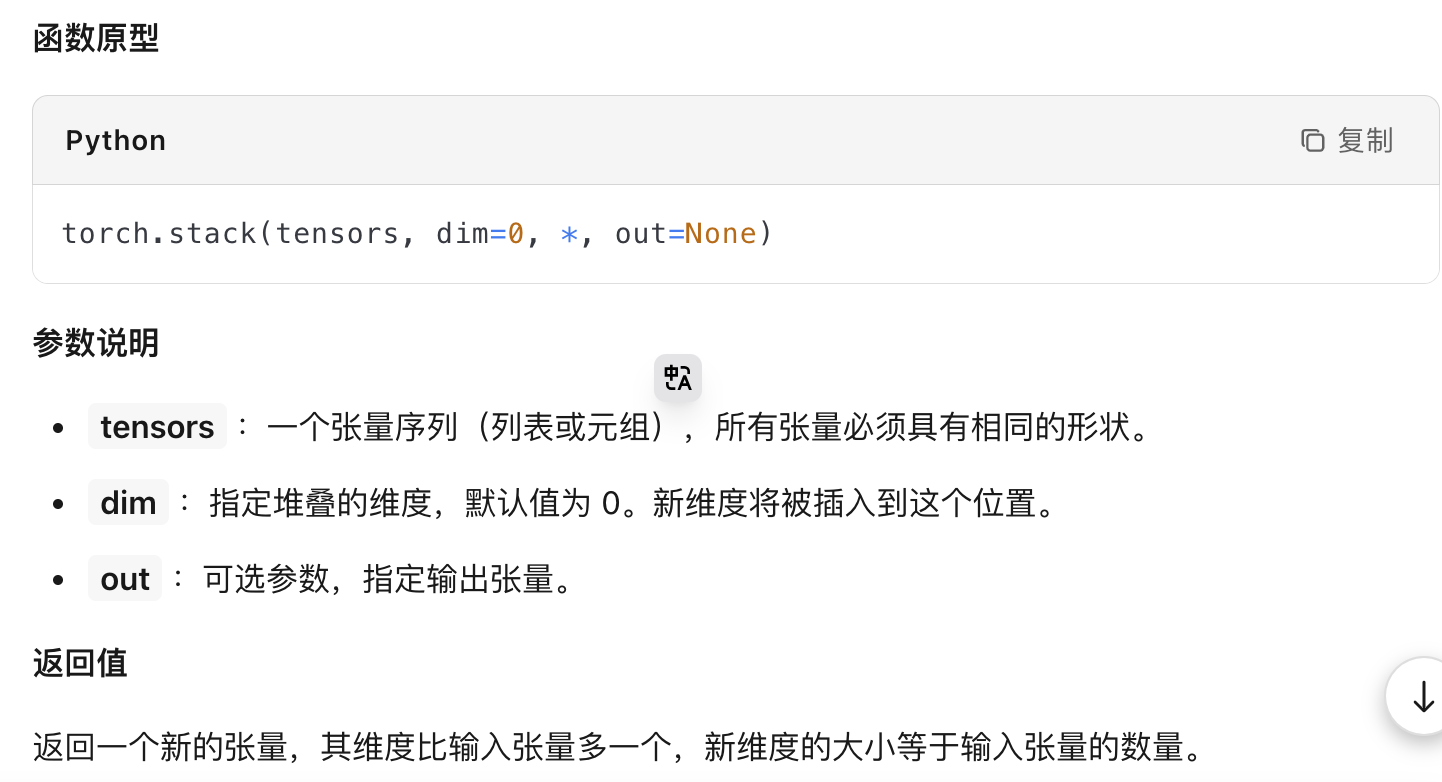 函数原型
Python
复制
torch.stack(tensors, dim=0, *, out=None)
参数说明
中A
• tensors ： 一个张量序列（列表或元组），所有张量必须具有相同的形状。
• dim ： 指定堆叠的维度，默认值为 0。新维度将被插入到这个位置。
• out ： 可选参数，指定输出张量。
返回值
返回一个新的张量，其维度比输入张量多一个，新维度的大小等于输入张量的数量。